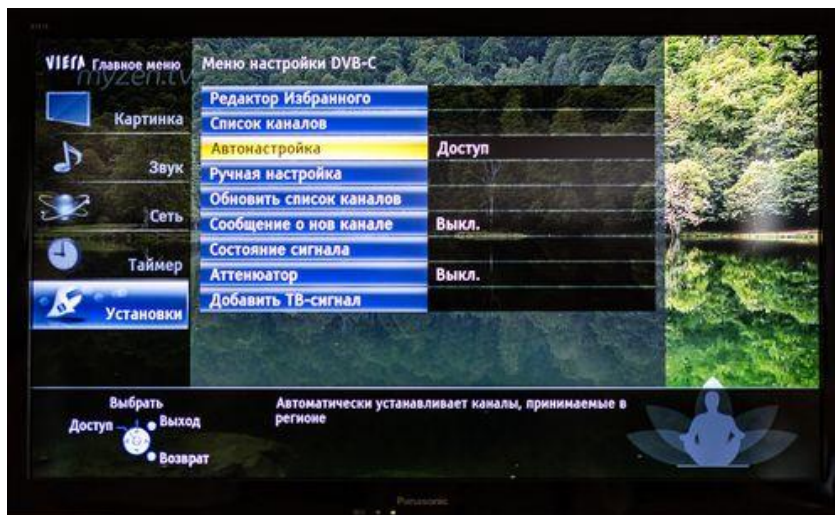 VIERA Главное меню
myzen.tv
Меню настройки DVB-C
Картинка
Звук
Сеть
Таймер
Установки
Редактор Избранного
Список каналов
Автонастройка Доступ
Ручная настройка
Обновить список каналов
Сообщение о нов канале Выкл.
Состояние сигнала
Аттенюатор Выкл.
Добавить ТВ-сигнал
Выбрать
Доступ
Выход
Возврат
Автоматически устанавливает каналы, принимаемые в
регионе
Panasonic